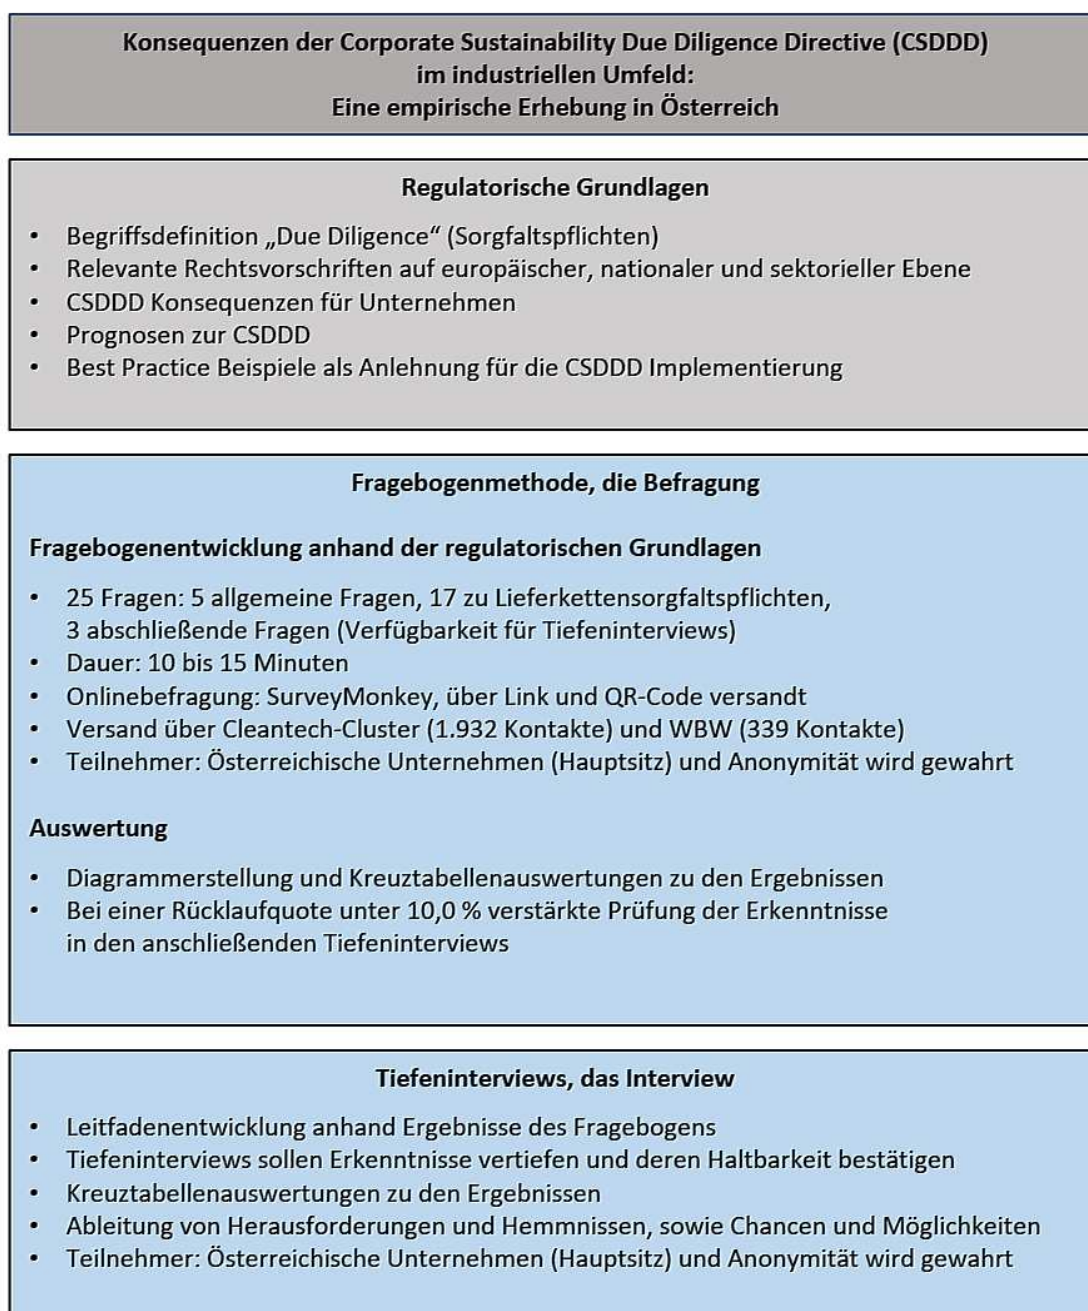 Konsequenzen der Corporate Sustainability Due Diligence Directive (CSDDD)
im industriellen Umfeld:
Eine empirische Erhebung in Österreich
Regulatorische Grundlagen
• Begriffsdefinition „Due Diligence“ (Sorgfaltspflichten)
• Relevante Rechtsvorschriften auf europäischer, nationaler und sektorieller Ebene
• CSDDD Konsequenzen für Unternehmen
• Prognosen zur CSDDD
• Best Practice Beispiele als Anlehnung für die CSDDD Implementierung
Fragebogenmethode, die Befragung
Fragebogenentwicklung anhand der regulatorischen Grundlagen
• 25 Fragen: 5 allgemeine Fragen, 17 zu Lieferkettensorgfaltspflichten,
3 abschließende Fragen (Verfügbarkeit für Tiefeninterviews)
• Dauer: 10 bis 15 Minuten
• Onlinebefragung: SurveyMonkey, über Link und QR-Code versandt
• Versand über Cleantech-Cluster (1.932 Kontakte) und WBW (339 Kontakte)
• Teilnehmer: Österreichische Unternehmen (Hauptsitz) und Anonymität wird gewahrt
Auswertung
• Diagrammerstellung und Kreuztabellenauswertungen zu den Ergebnissen
• Bei einer Rücklaufquote unter 10,0 % verstärkte Prüfung der Erkenntnisse
in den anschließenden Tiefeninterviews
Tiefeninterviews, das Interview
• Leitfadenentwicklung anhand Ergebnisse des Fragebogens
• Tiefeninterviews sollen Erkenntnisse vertiefen und deren Haltbarkeit bestätigen
• Kreuztabellenauswertungen zu den Ergebnissen
• Ableitung von Herausforderungen und Hemmnissen, sowie Chancen und Möglichkeiten
• Teilnehmer: Österreichische Unternehmen (Hauptsitz) und Anonymität wird gewahrt